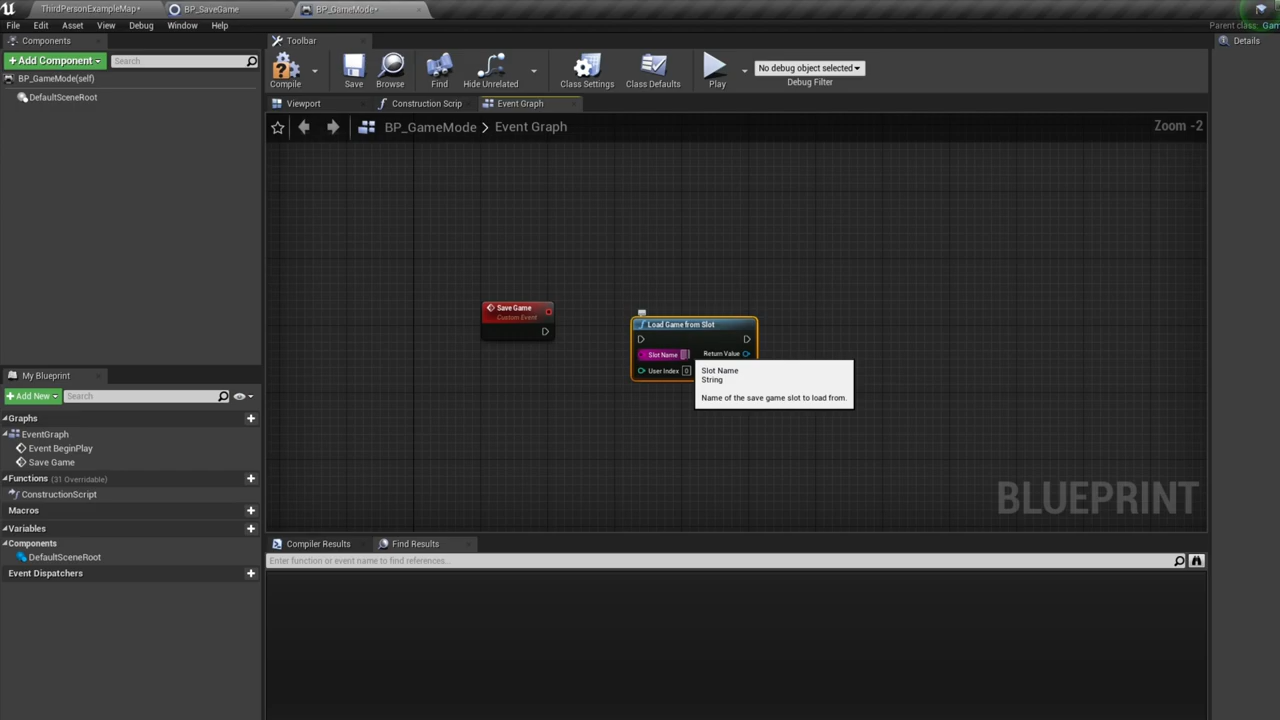 ThirdPersonExampleMap*
BP_SaveGame
BP_GameMode*
File Edit Asset View Debug Window Help
Parent class: Gam
Components
Toolbar
Details
+Add Component
Search
BP_GameMode(self)
DefaultSceneRoot
Compile
Save
Browse
Find
Hide Unrelated
Class Settings
Class Defaults
Play
No debug object selected
Debug Filter
Viewport
Construction Scrip
Event Graph
BP_GameMode > Event Graph
Zoom -2
Save Game
Custom Event
Load Game from Slot
Slot Name
Return Value
User Index 0
Slot Name
String
Name of the save game slot to load from.
BLUEPRINT
My Blueprint
+Add New
Search
Graphs
EventGraph
Event BeginPlay
Save Game
Functions (31 Overridable)
ConstructionScript
Macros
Variables
Components
DefaultSceneRoot
Event Dispatchers
Compiler Results
Find Results
Enter function or event name to find references...